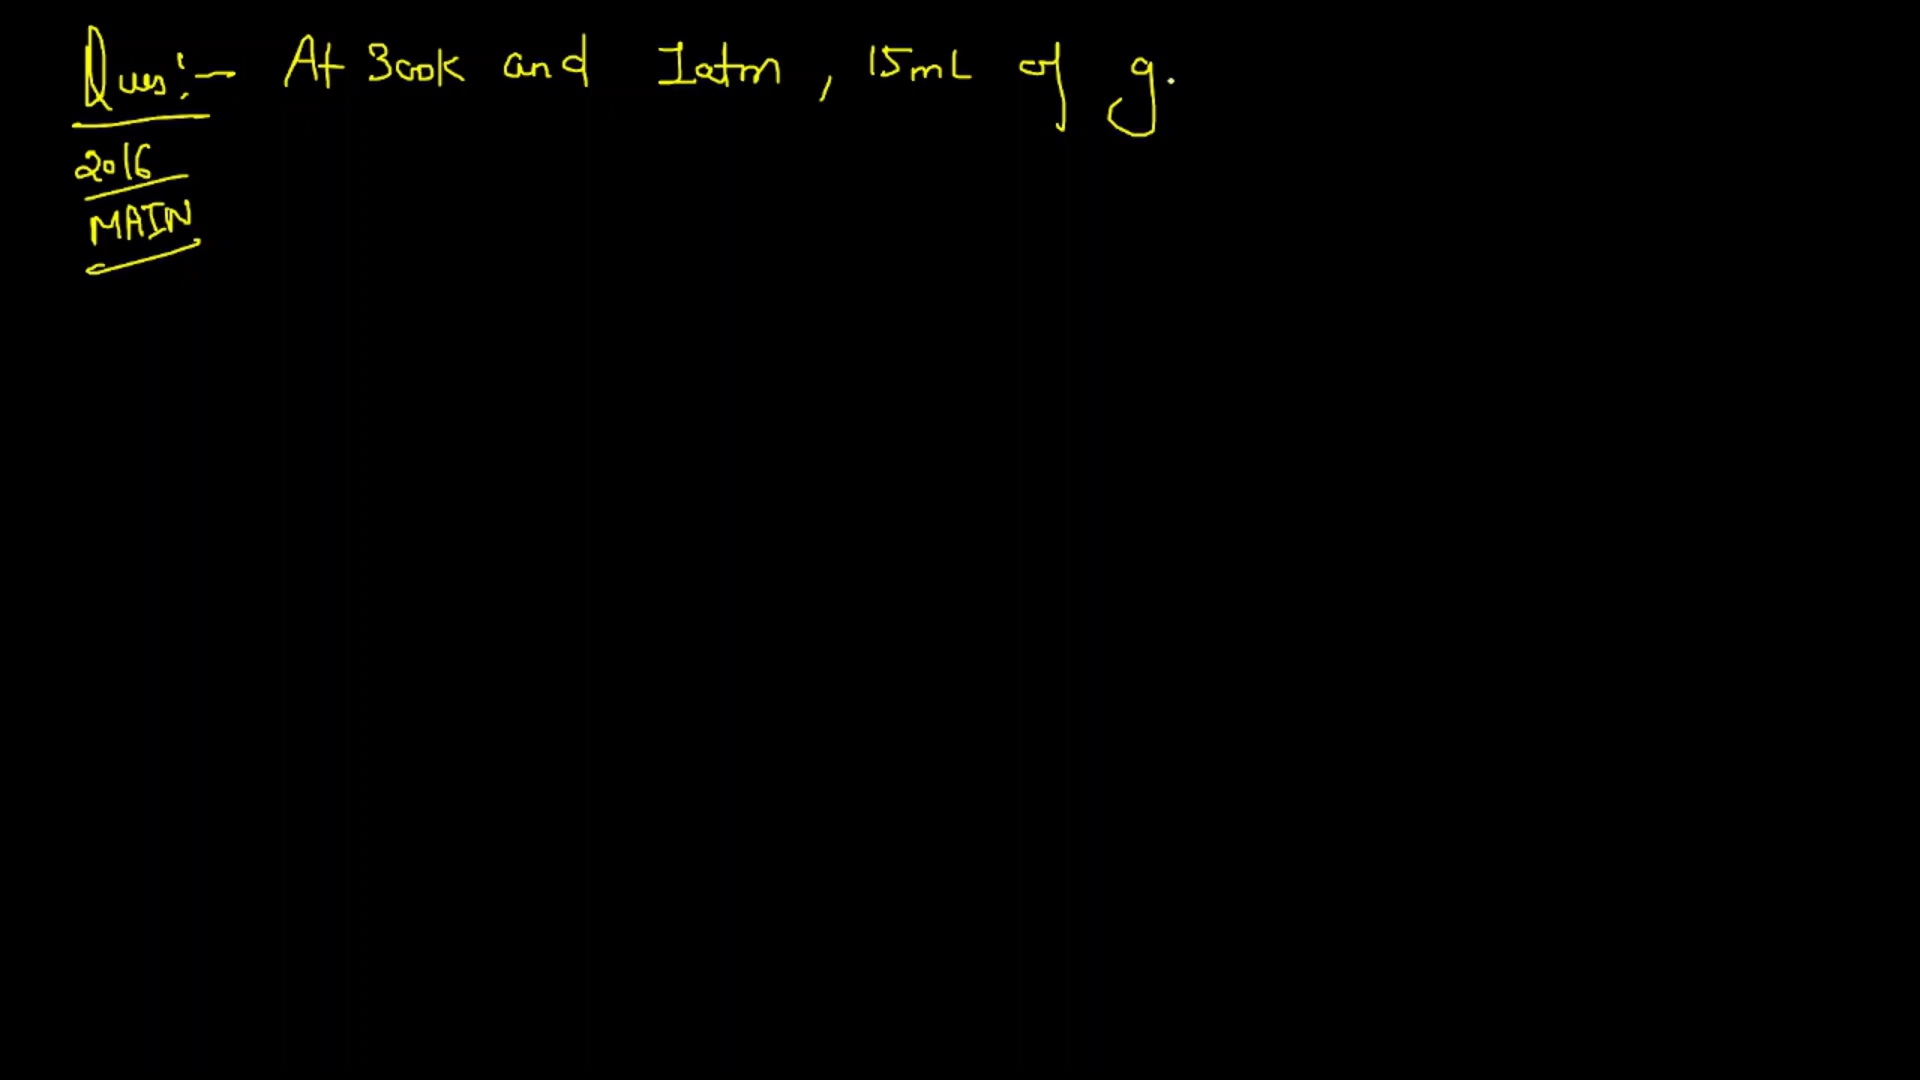 Ques:- At 300K and 1atm, 15mL of g.
2016
MAIN